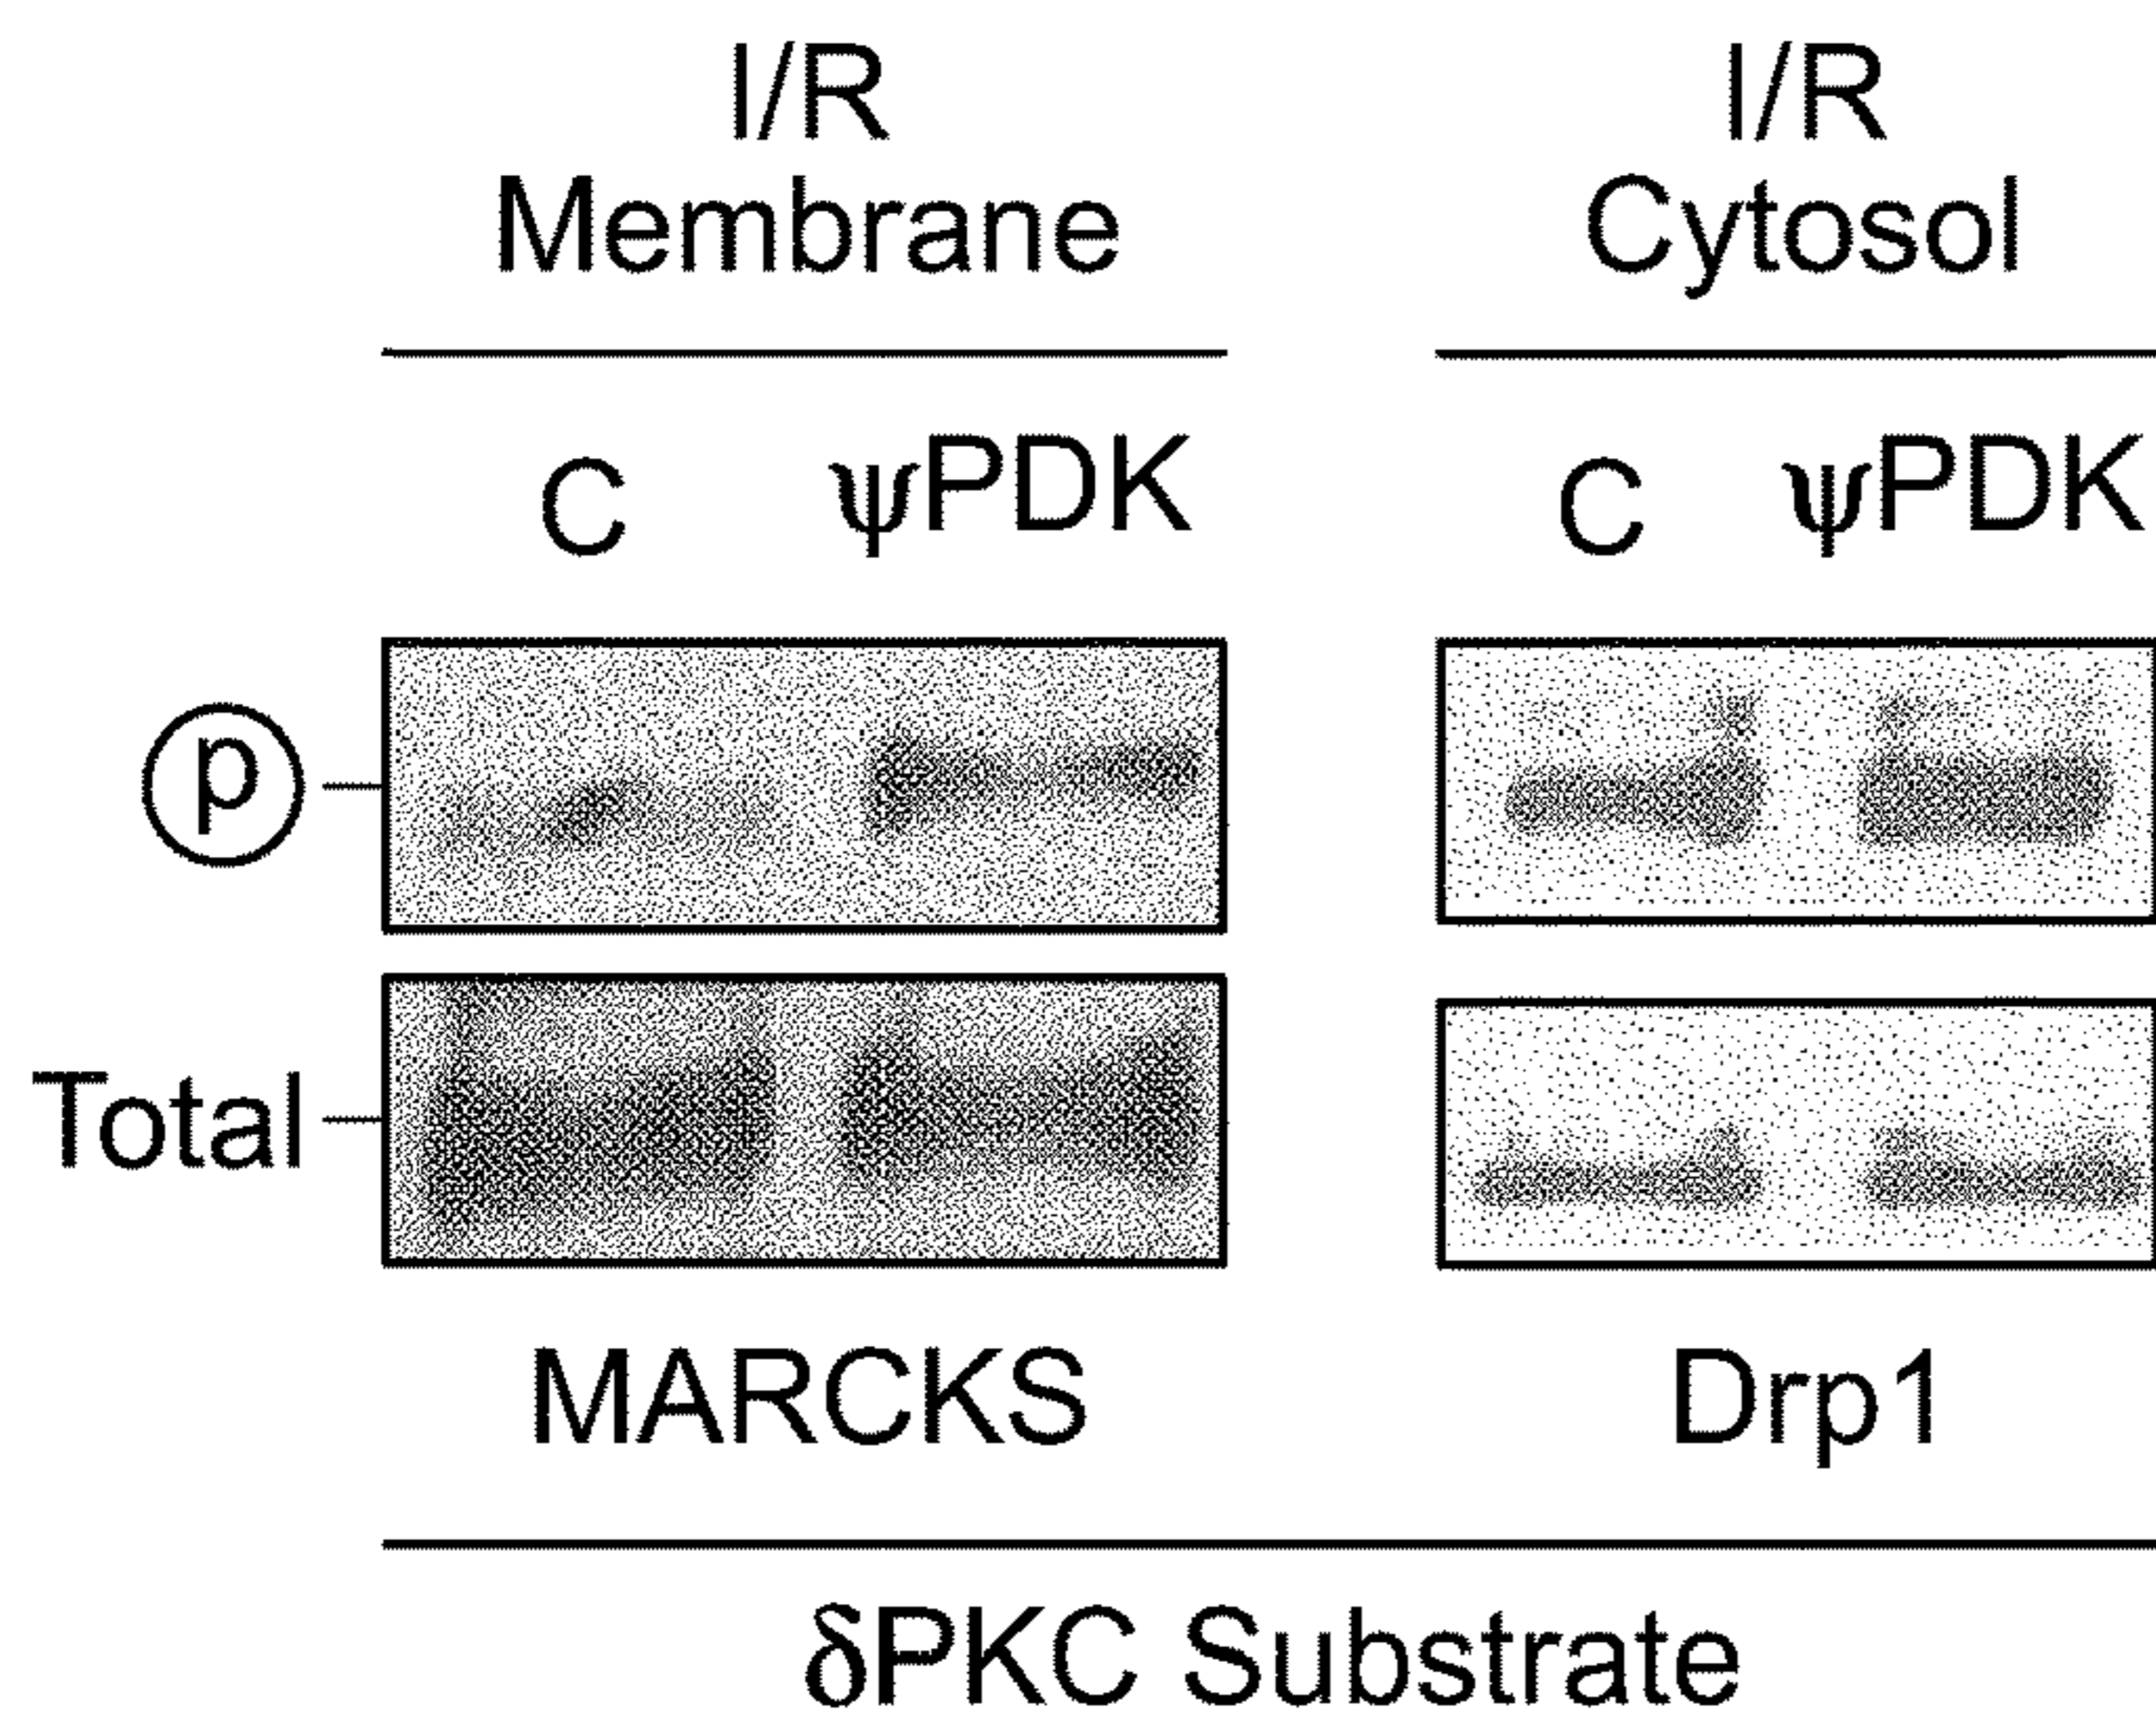 I/R I/R
Membrane Cytosol
C ψPDK C ψPDK
p
Total
MARCKS Drp1
δPKC Substrate